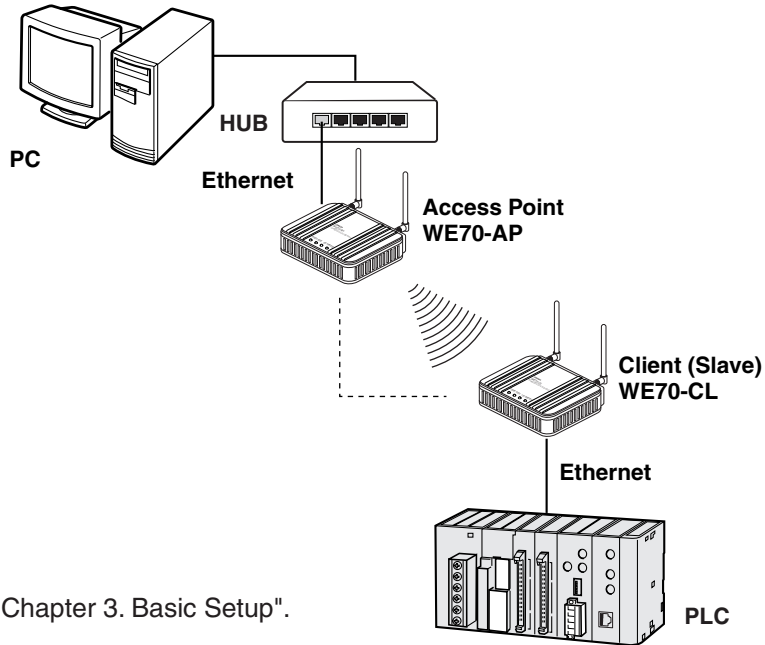 HUB
PC
Ethernet
Access Point
WE70-AP
Client (Slave)
WE70-CL
Ethernet
Chapter 3. Basic Setup".
PLC